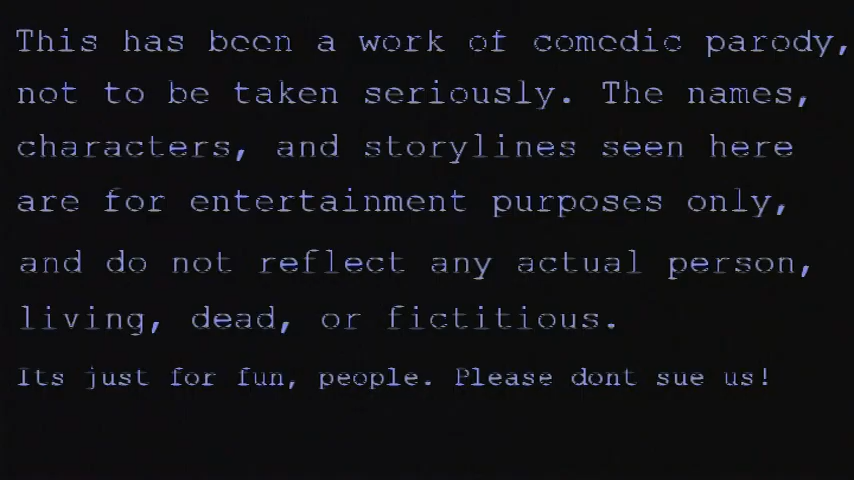 This has been a work of comedic parody,
not to be taken seriously. The names,
characters, and storylines seen here
are for entertainment purposes only,
and do not reflect any actual person,
living, dead, or fictitious.
Its just for fun, people. Please dont sue us!